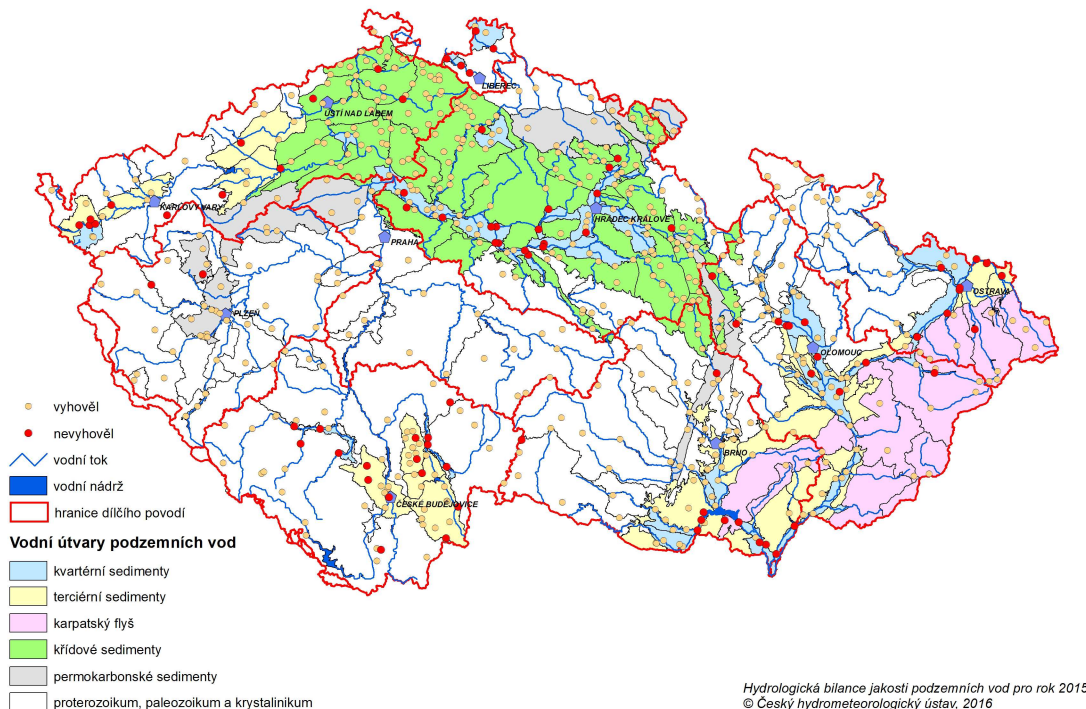 LIBEREC
ÚSTÍ NAD LABEM
KARLOVY VARY
HRADEC KRÁLOVÉ
PRAHA
OSTRAVA
PLZEŇ
OLOMOUC
BRNO
ČESKÉ BUDĚJOVICE
vyhověl
nevyhověl
vodní tok
vodní nádrž
hranice dílčího povodí
Vodní útvary podzemních vod
kvartérní sedimenty
terciérní sedimenty
karpatský flyš
křídové sedimenty
permokarbonské sedimenty
proterozoikum, paleozoikum a krystalinikum
Hydrologická bilance jakosti podzemních vod pro rok 2015
© Český hydrometeorologický ústav, 2016